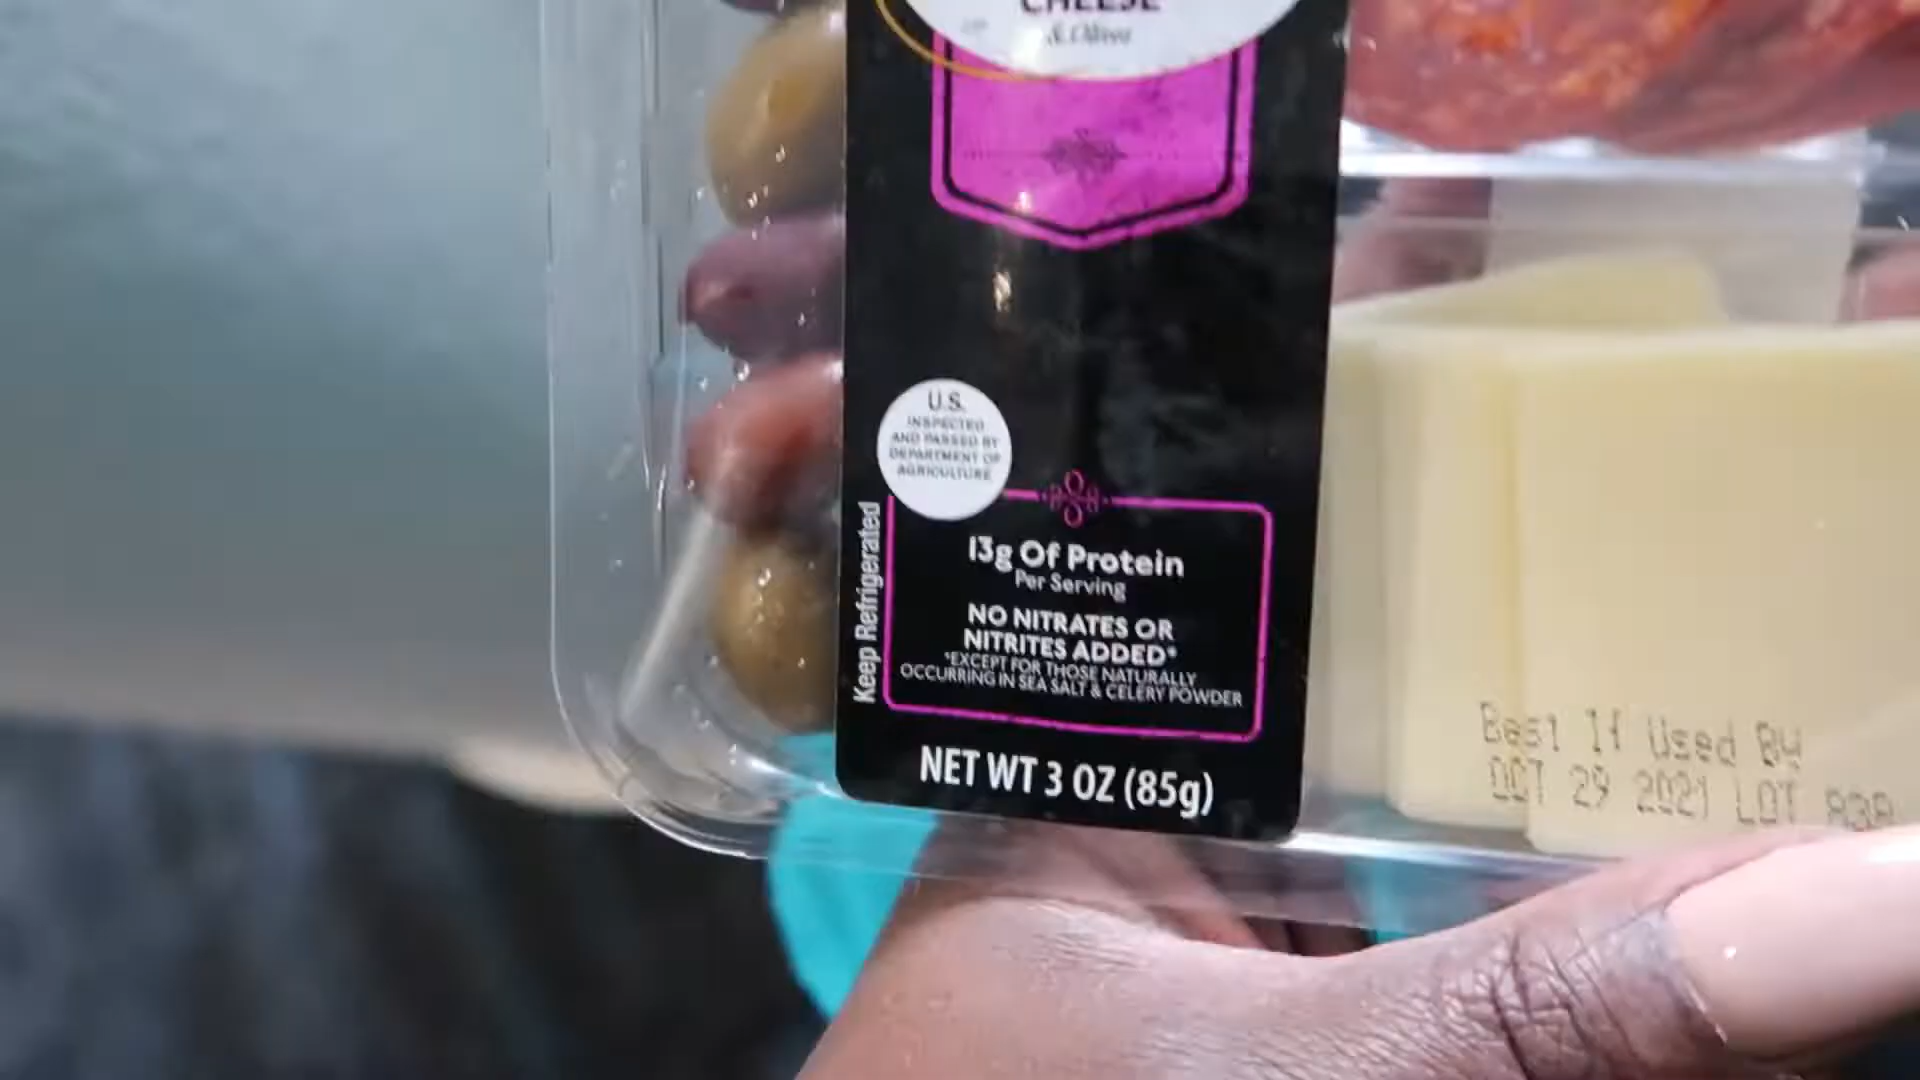 CHEESE
& Olives
U.S.
INSPECTED
AND PASSED BY
DEPARTMENT OF
AGRICULTURE
Keep Refrigerated
13g Of Protein
Per Serving
NO NITRATES OR
NITRITES ADDED*
*EXCEPT FOR THOSE NATURALLY
OCCURRING IN SEA SALT & CELERY POWDER
NET WT 3 OZ (85g)
Best If Used By
OCT 29 2021 LOT